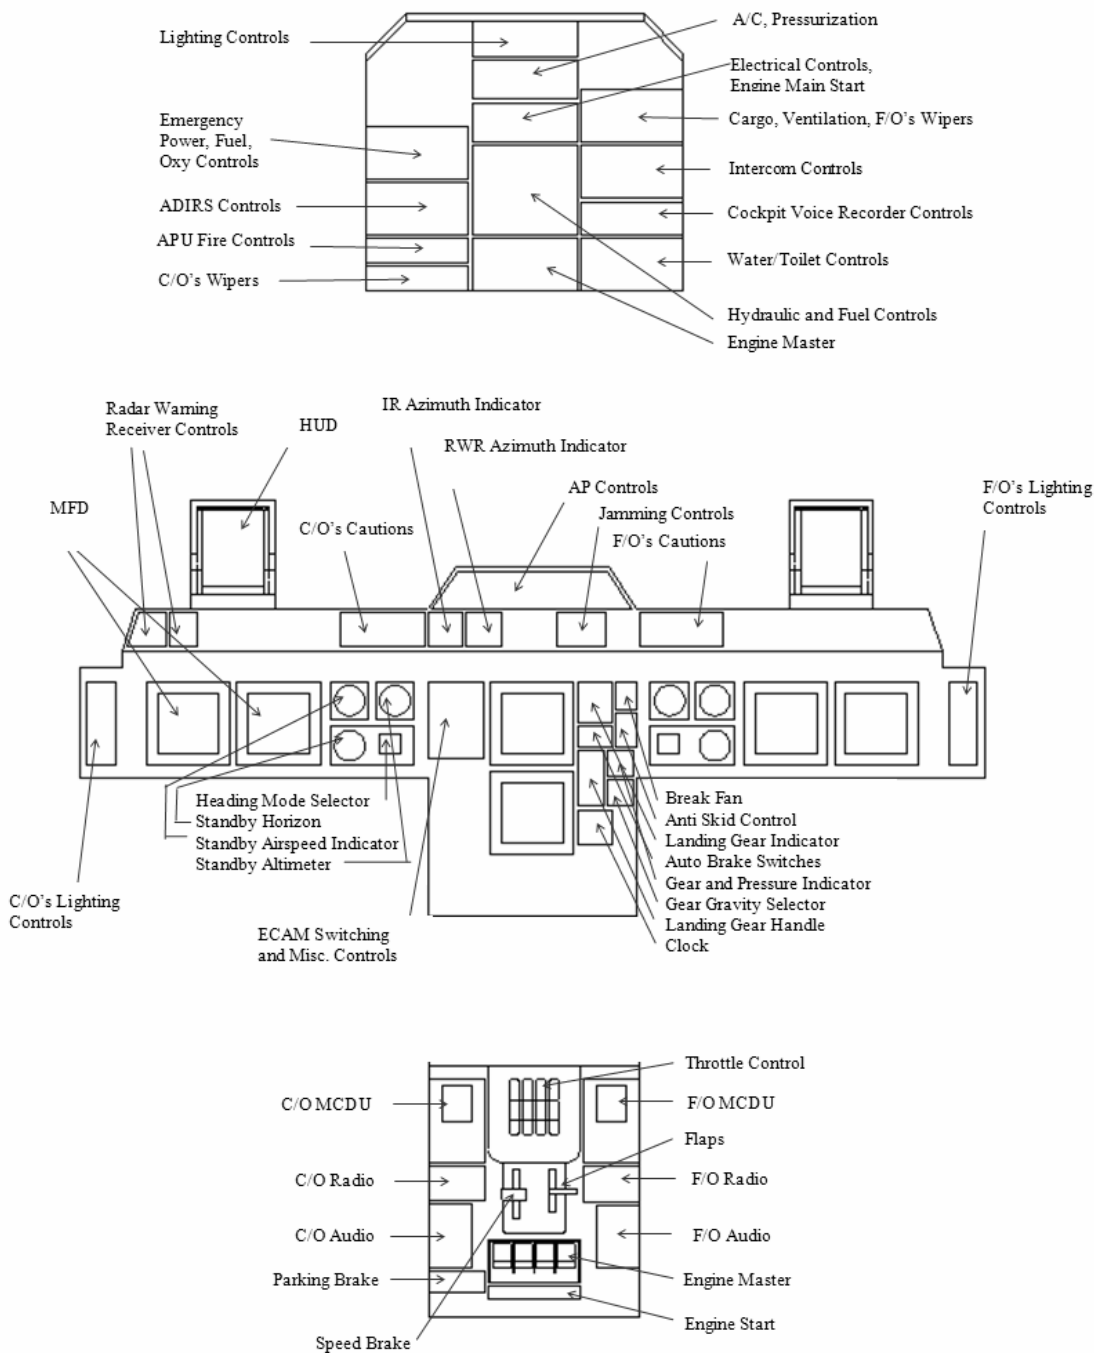 A/C, Pressurization
Lighting Controls
Electrical Controls,
Engine Main Start
Emergency
Power, Fuel,
Oxy Controls
Cargo, Ventilation, F/O's Wipers
Intercom Controls
ADIRS Controls
Cockpit Voice Recorder Controls
APU Fire Controls
Water/Toilet Controls
C/O's Wipers
Hydraulic and Fuel Controls
Engine Master
Radar Warning
Receiver Controls
HUD
IR Azimuth Indicator
RWR Azimuth Indicator
AP Controls
Jamming Controls
F/O's Cautions
F/O's Lighting
Controls
MFD
C/O's Cautions
Heading Mode Selector
Standby Horizon
Standby Airspeed Indicator
Standby Altimeter
Break Fan
Anti Skid Control
Landing Gear Indicator
Auto Brake Switches
Gear and Pressure Indicator
Gear Gravity Selector
Landing Gear Handle
Clock
C/O's Lighting
Controls
ECAM Switching
and Misc. Controls
Throttle Control
C/O MCDU
F/O MCDU
Flaps
C/O Radio
F/O Radio
C/O Audio
F/O Audio
Parking Brake
Engine Master
Engine Start
Speed Brake